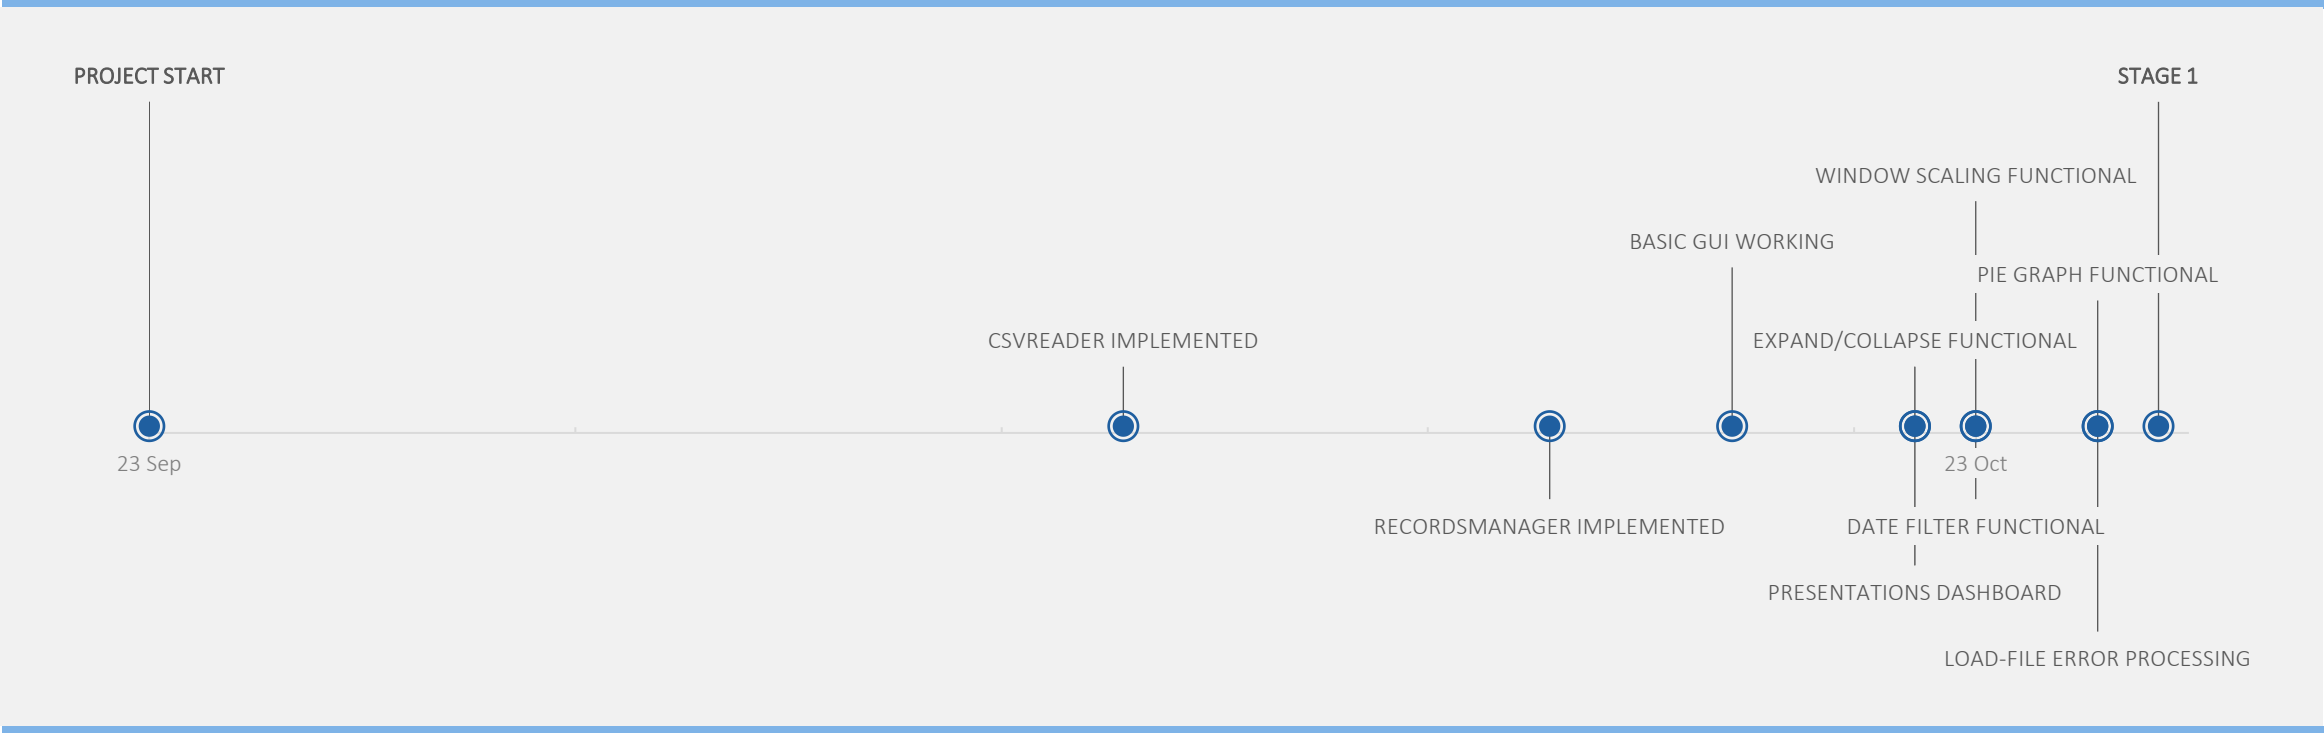 PROJECT START
STAGE 1
WINDOW SCALING FUNCTIONAL
BASIC GUI WORKING
PIE GRAPH FUNCTIONAL
CSVREADER IMPLEMENTED
EXPAND/COLLAPSE FUNCTIONAL
23 Sep
23 Oct
RECORDSMANAGER IMPLEMENTED
DATE FILTER FUNCTIONAL
PRESENTATIONS DASHBOARD
LOAD-FILE ERROR PROCESSING